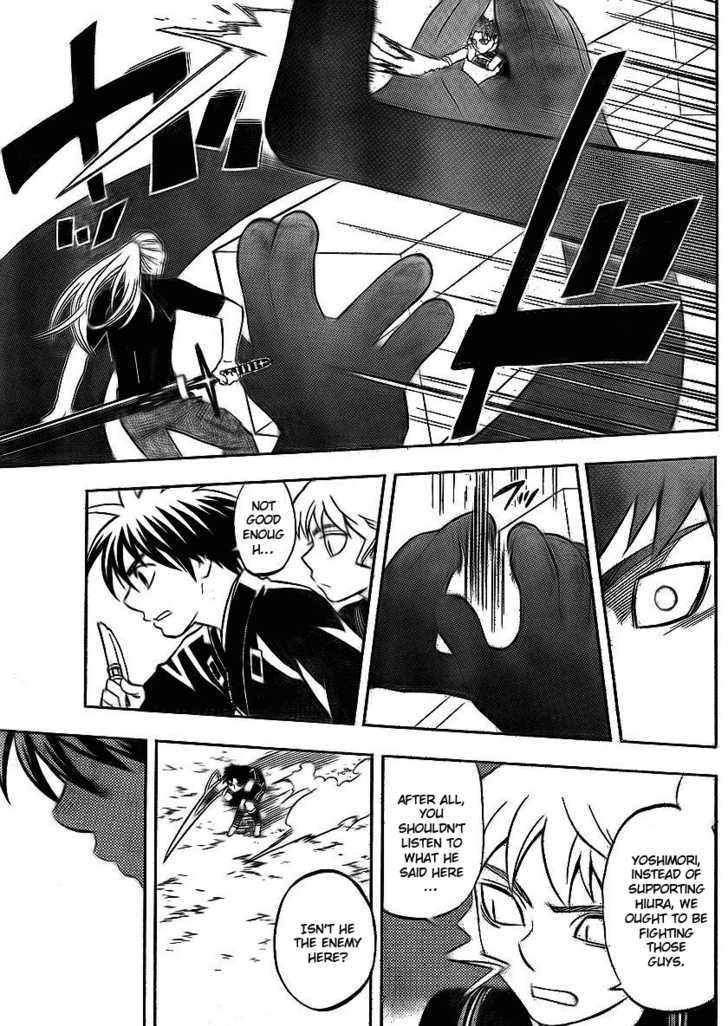 NOT
GOOD
ENOUG
H...
YOSHIMORI,
INSTEAD OF
SUPPORTING
HIURA, WE
OUGHT TO BE
FIGHTING
THOSE
GUYS.
AFTER ALL,
YOU
SHOULDN'T
LISTEN TO
WHAT HE
SAID HERE
...
ISN'T HE
THE ENEMY
HERE?